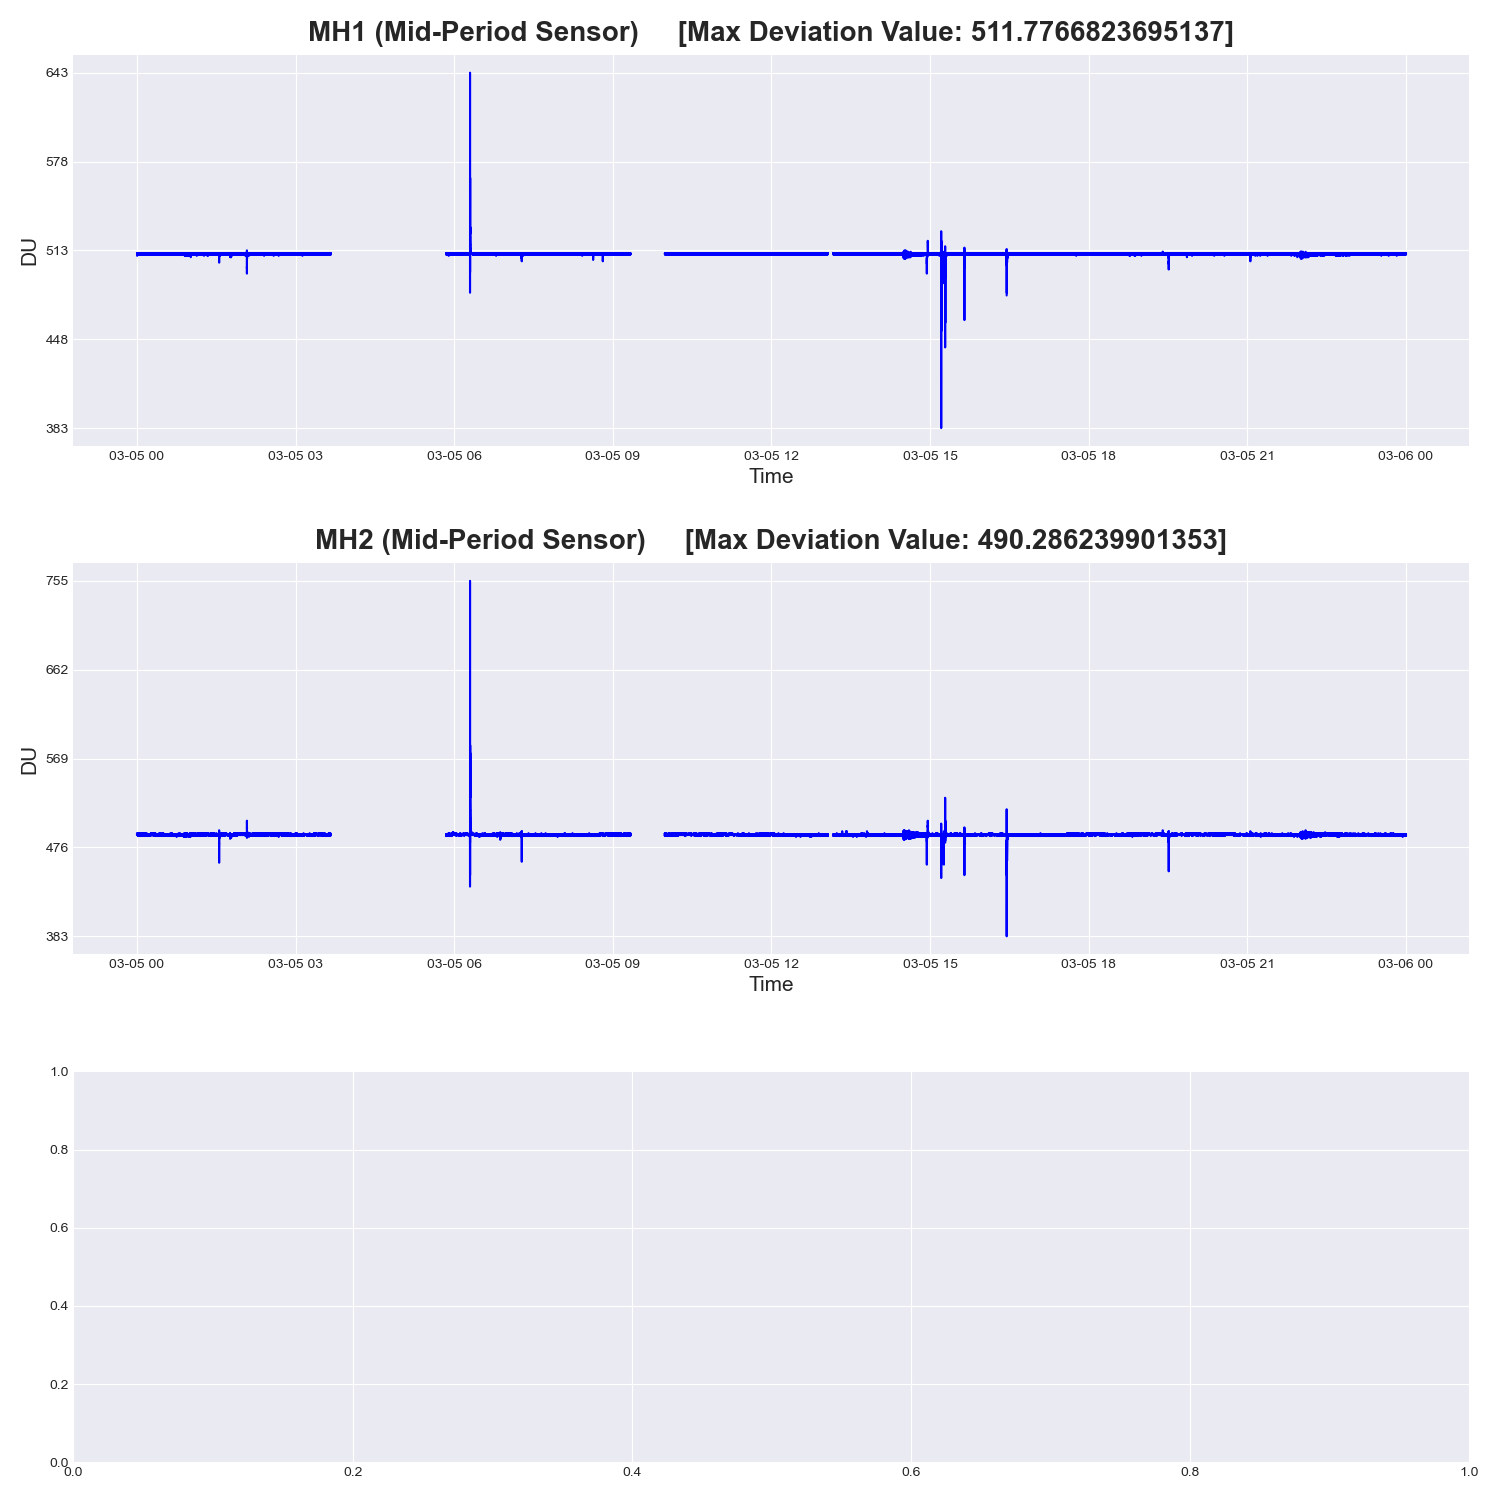 MH1 (Mid-Period Sensor) [Max Deviation Value: 511.7766823695137]
643
578
513
448
383
DU
03-05 00 03-05 03 03-05 06 03-05 09 03-05 12 03-05 15 03-05 18 03-05 21 03-06 00
Time
MH2 (Mid-Period Sensor) [Max Deviation Value: 490.286239901353]
755
662
569
476
383
DU
03-05 00 03-05 03 03-05 06 03-05 09 03-05 12 03-05 15 03-05 18 03-05 21 03-06 00
Time
1.0
0.8
0.6
0.4
0.2
0.0
0.0 0.2 0.4 0.6 0.8 1.0